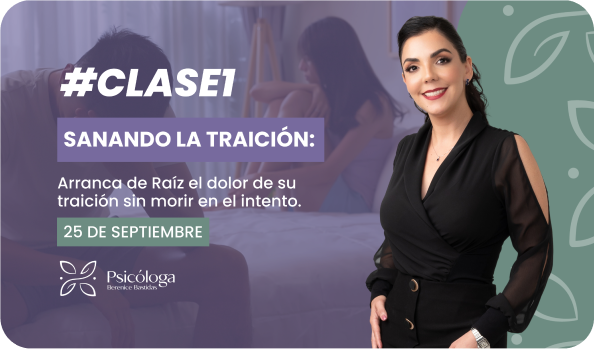 #CLASE1
SANANDO LA TRAICIÓN:
Arranca de Raíz el dolor de su
traición sin morir en el intento.
25 DE SEPTIEMBRE
Psicóloga
Berenice Bastidas